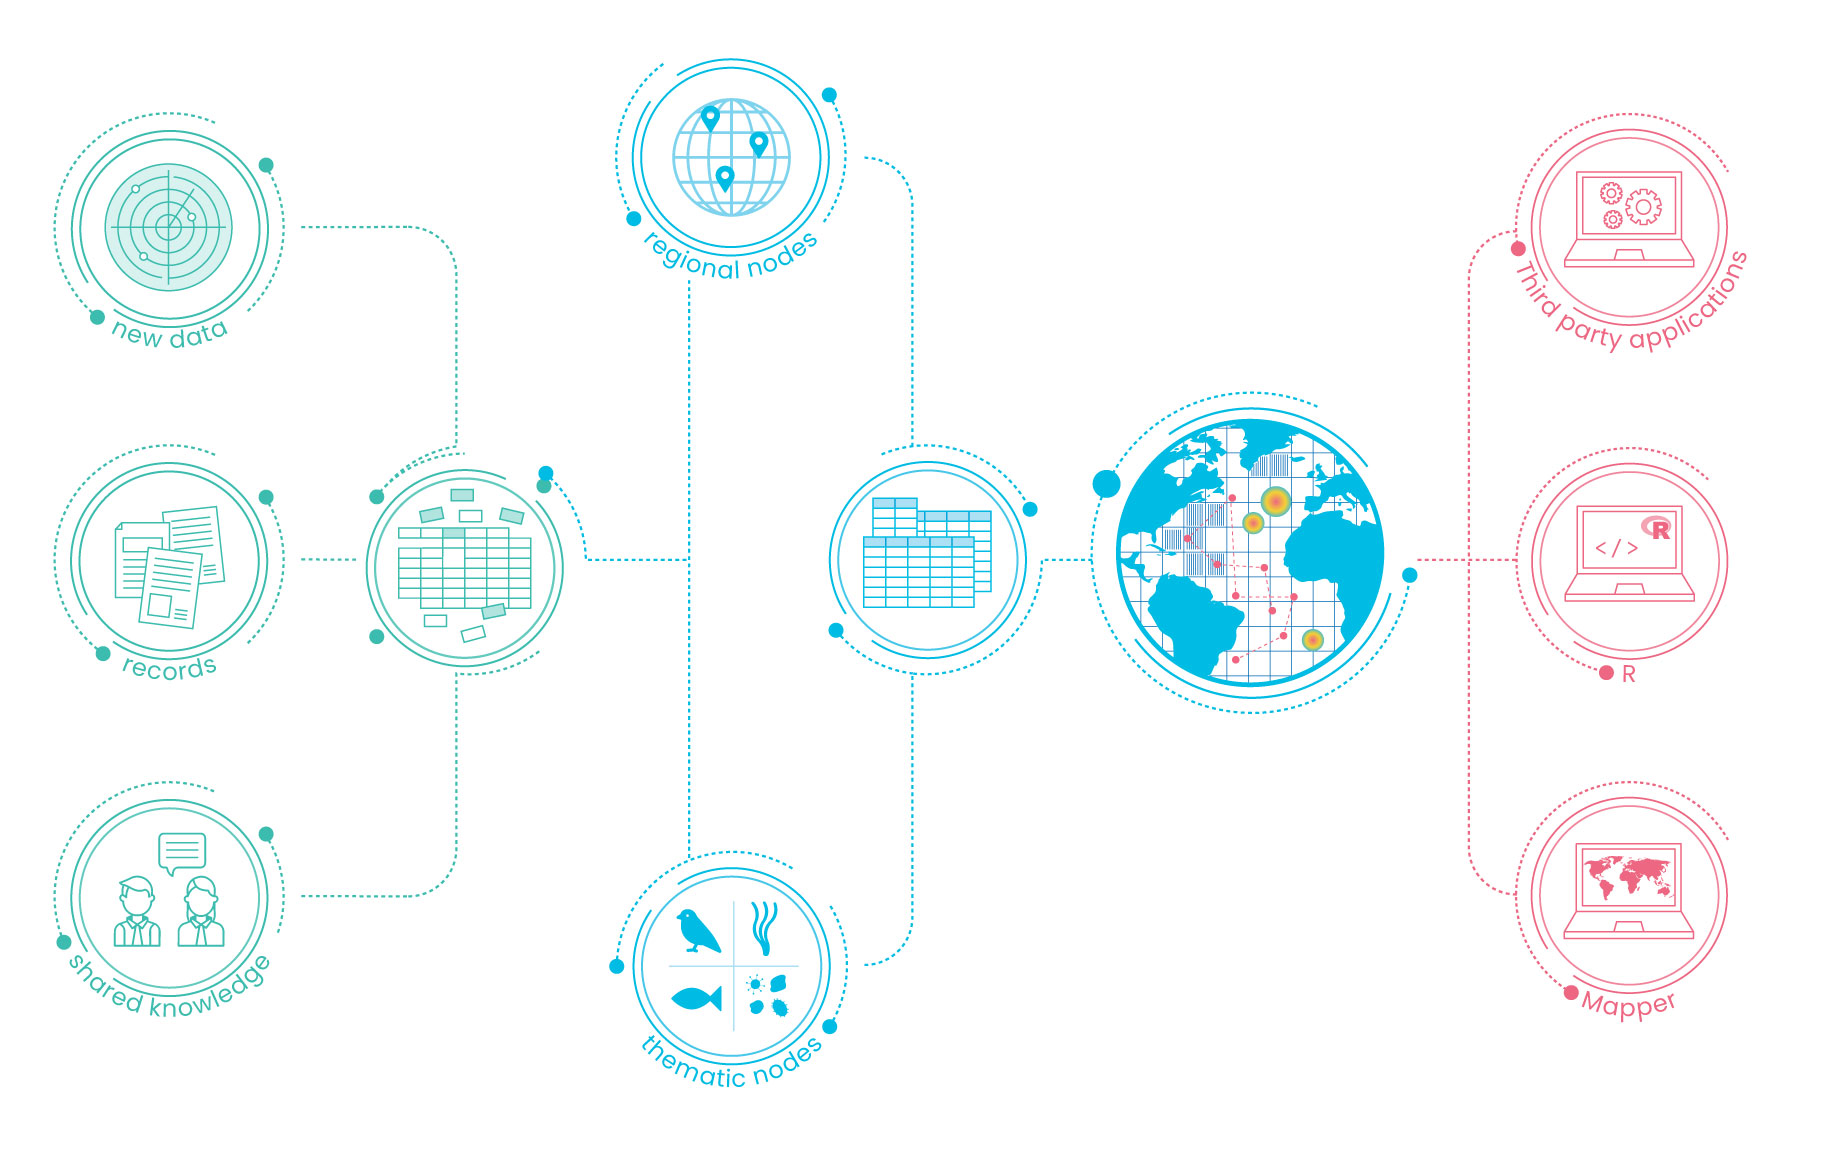 regional nodes
new data
Third party applications
records
</>
R
R
shared knowledge
Mapper
thematic nodes